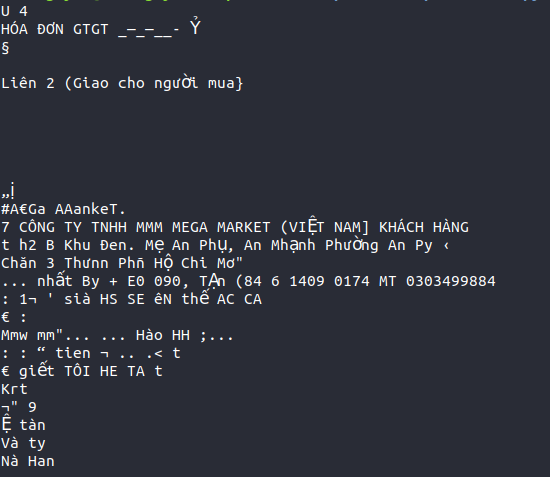 U 4
HÓA ĐƠN GTGT _—_—__- Ỷ
§
Liên 2 (Giao cho người mua}
„ị
#A€Ga AAankeT.
7 CÔNG TY TNHH MMM MEGA MARKET (VIỆT NAM] KHÁCH HÀNG
t h2 B Khu Đen. Mẹ An Phụ, An Mhạnh Phường An Py ‹
Chăn 3 Thưnn Phñ Hộ Chi Mơ"
... nhất By + E0 090, TẠn (84 6 1409 0174 MT 0303499884
: 1¬ ' sià HS SE êN thế AC CA
€ :
Mmw mm"... ... Hào HH ;...
: : “ tien ¬ .. .< t
€ giết TÔI HE TA t
Krt
¬" 9
Ệ tàn
Và ty
Nà Han